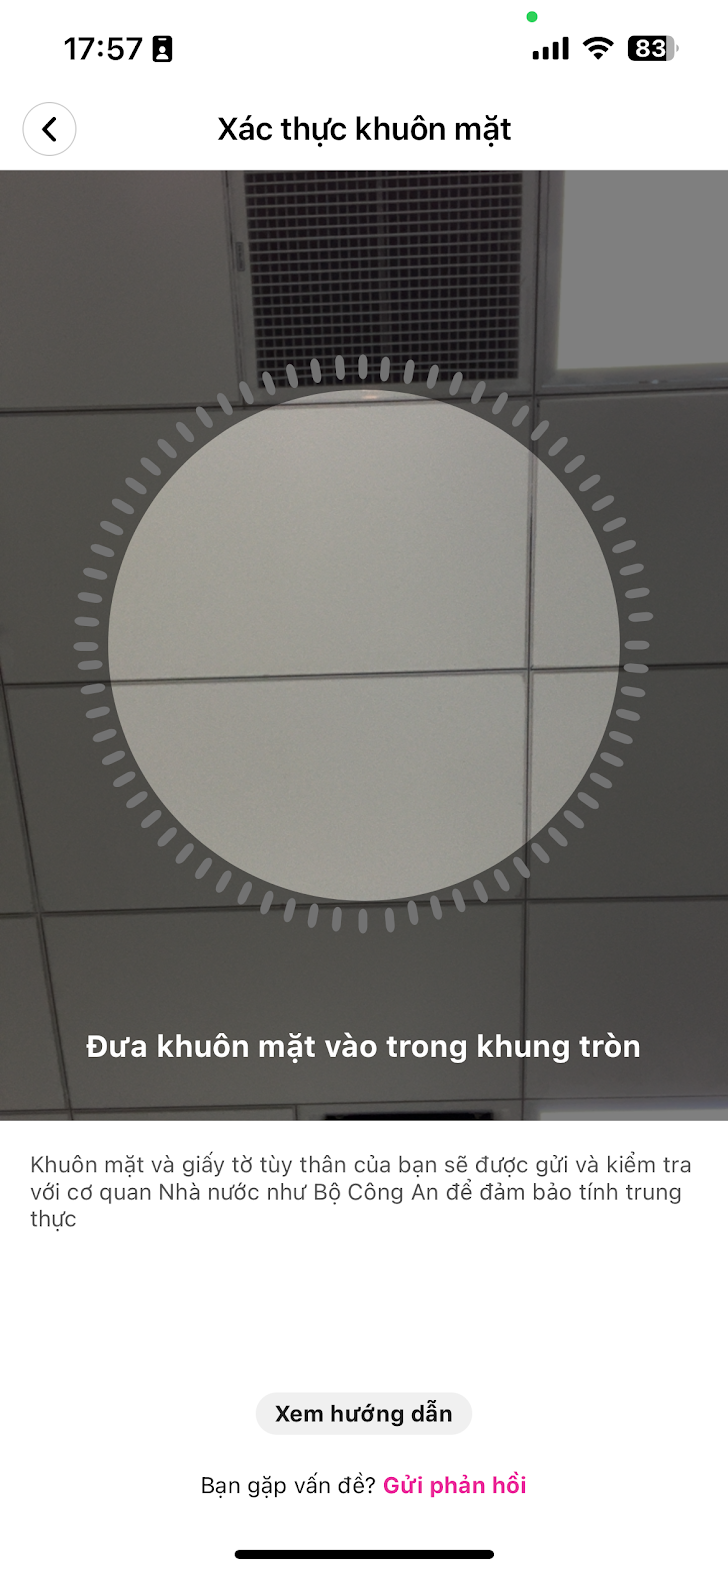 17:57
83
Xác thực khuôn mặt
Đưa khuôn mặt vào trong khung tròn
Khuôn mặt và giấy tờ tùy thân của bạn sẽ được gửi và kiểm tra
với cơ quan Nhà nước như Bộ Công An để đảm bảo tính trung
thực
Xem hướng dẫn
Bạn gặp vấn đề? Gửi phản hồi